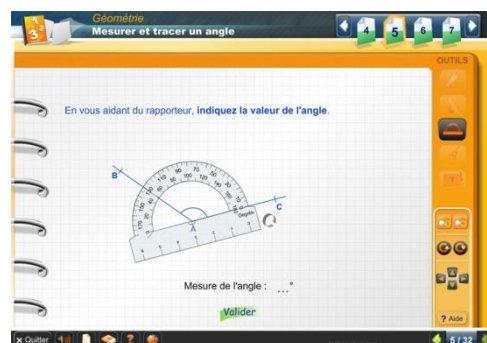 Géométrie
Mesurer et tracer un angle
4 5 6 7
OUTILS
En vous aidant du rapporteur, indiquez la valeur de l'angle.
B
C
A
Degrés
Mesure de l'angle : ...°
Valider
? Aide
x Quitter
5 / 32